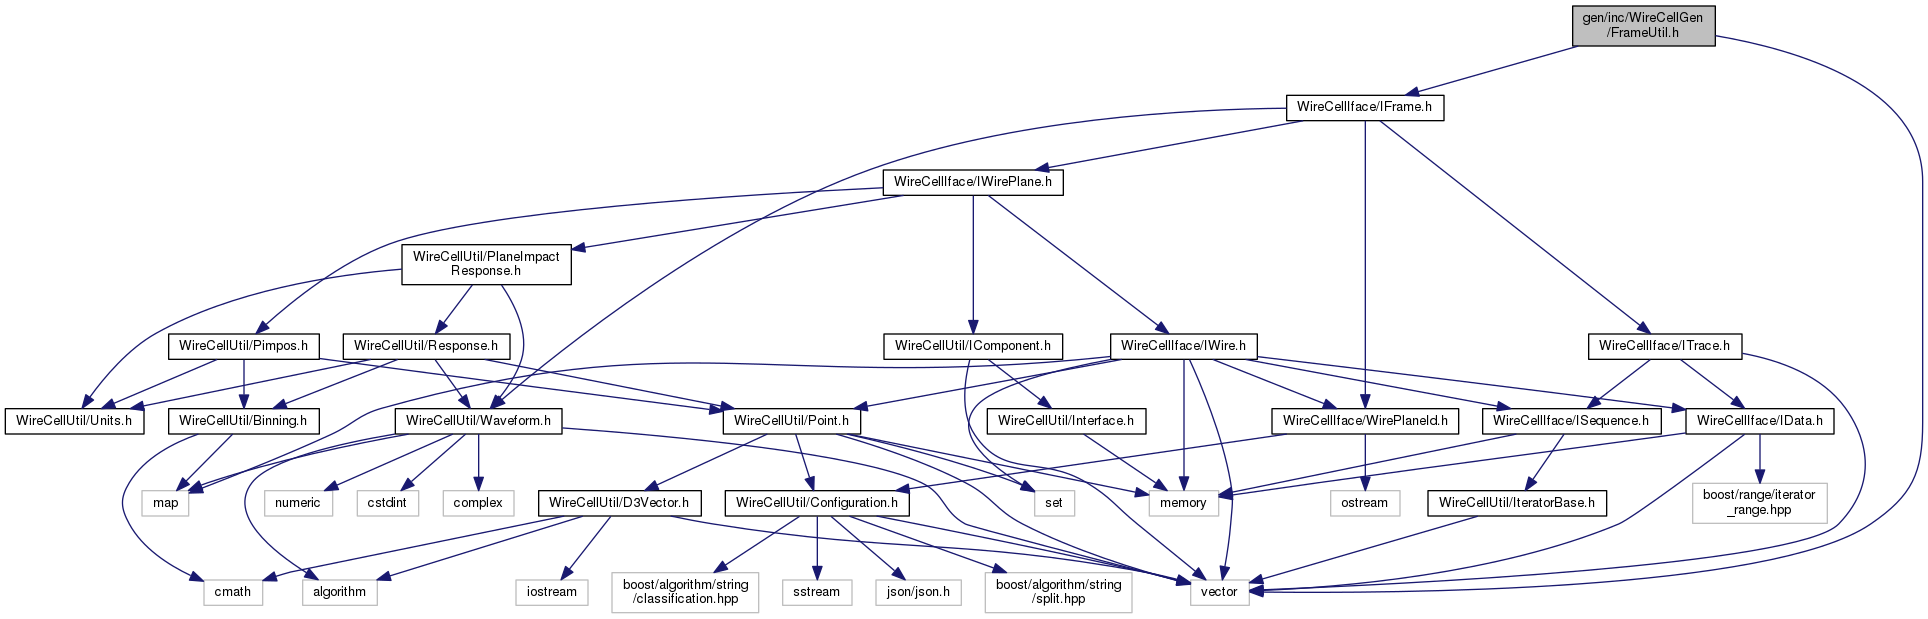 gen/inc/WireCellGen
/FrameUtil.h
WireCellIface/IFrame.h
WireCellIface/IWirePlane.h
WireCellUtil/PlaneImpact
Response.h
WireCellUtil/Pimpos.h
WireCellUtil/Response.h
WireCellUtil/IComponent.h
WireCellIface/IWire.h
WireCellIface/ITrace.h
WireCellUtil/Units.h
WireCellUtil/Binning.h
WireCellUtil/Waveform.h
WireCellUtil/Point.h
WireCellUtil/Interface.h
WireCellIface/WirePlaneId.h
WireCellIface/ISequence.h
WireCellIface/IData.h
map
numeric
cstdint
complex
WireCellUtil/D3Vector.h
WireCellUtil/Configuration.h
set
memory
ostream
WireCellUtil/IteratorBase.h
boost/range/iterator
_range.hpp
cmath
algorithm
iostream
boost/algorithm/string
/classification.hpp
sstream
json/json.h
boost/algorithm/string
/split.hpp
vector